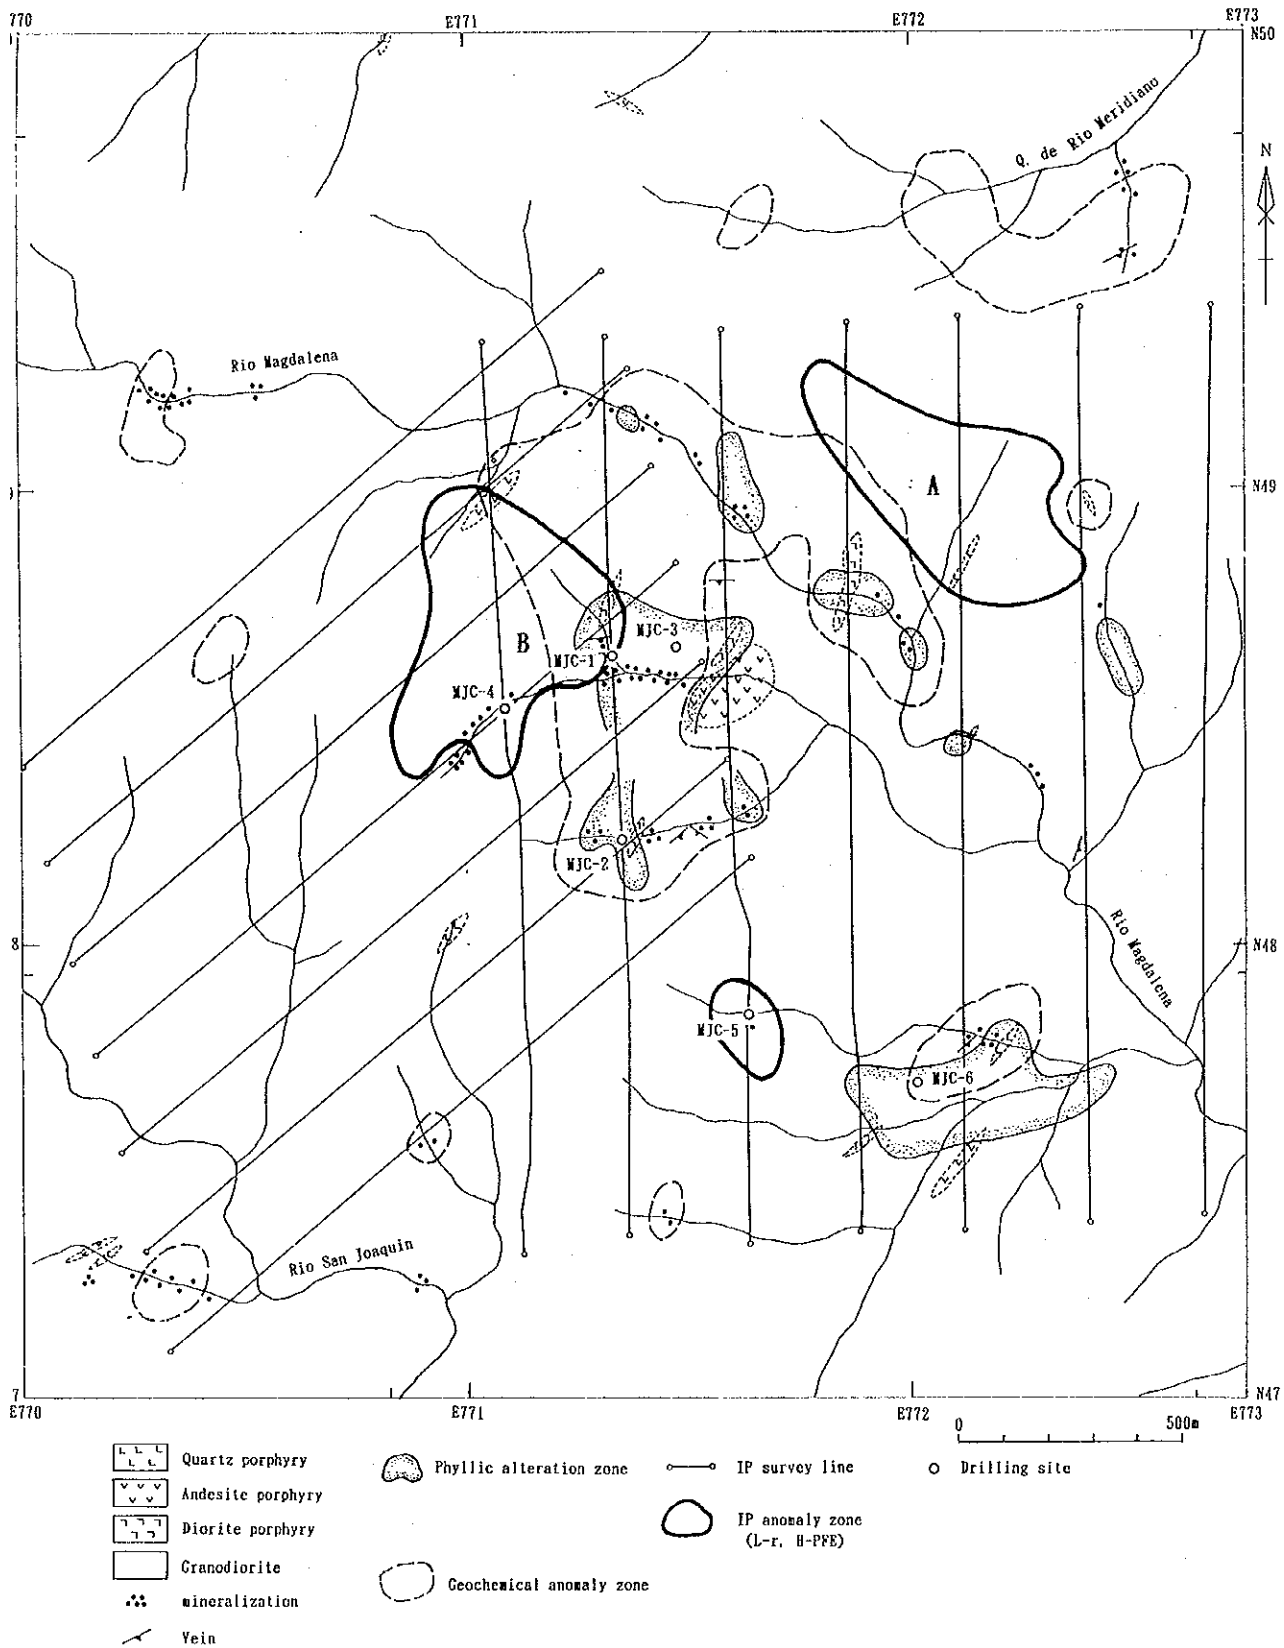 770 E771 E772 E773
N50
Q. de Rio Meridiano
N
Rio Magdalena
A
N49
B
MJC-3
MJC-1
MJC-4
MJC-2
8
N48
Rio Magdalena
MJC-5
MJC-6
Rio San Joaquin
7
N47
E770 E771 E772 E773
0 500m
Quartz porphyry
Andesite porphyry
Diorite porphyry
Granodiorite
mineralization
Vein
Phyllic alteration zone
Geochemical anomaly zone
IP survey line
IP anomaly zone
(L-r, H-PFE)
Drilling site